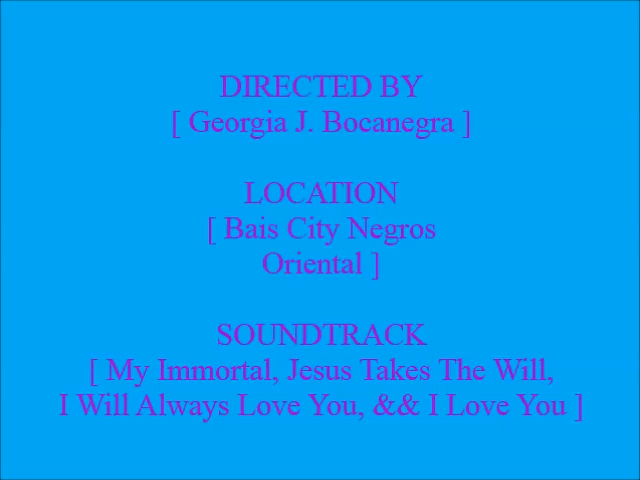 DIRECTED BY
[ Georgia J. Bocanegra ]
LOCATION
[ Bais City Negros
Oriental ]
SOUNDTRACK
[ My Immortal, Jesus Takes The Will,
I Will Always Love You, && I Love You ]